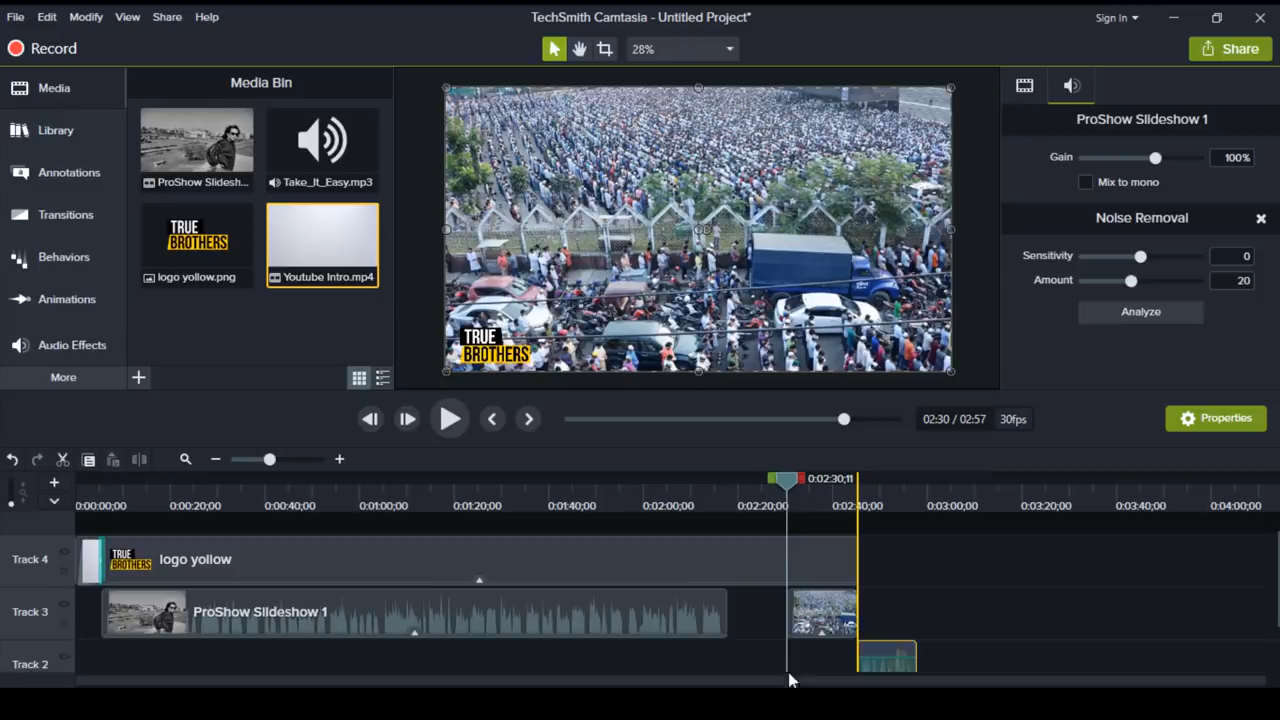 File Edit Modify View Share Help
TechSmith Camtasia - Untitled Project*
Sign In
Record
28%
Share
Media
Library
Annotations
Transitions
Behaviors
Animations
Audio Effects
More
Media Bin
ProShow Slidesh...
Take_It_Easy.mp3
TRUE
BROTHERS
logo yollow.png
Youtube Intro.mp4
TRUE
BROTHERS
ProShow Slideshow 1
Gain 100%
Mix to mono
Noise Removal
Sensitivity 0
Amount 20
Analyze
02:30 / 02:57 30fps
Properties
0:02:30;11
0:00:00;00 0:00:20;00 0:00:40;00 0:01:00;00 0:01:20;00 0:01:40;00 0:02:00;00 0:02:20;00 0:02:40;00 0:03:00;00 0:03:20;00 0:03:40;00 0:04:00;00
Track 4
TRUE
BROTHERS
logo yollow
Track 3
ProShow Slideshow 1
Track 2